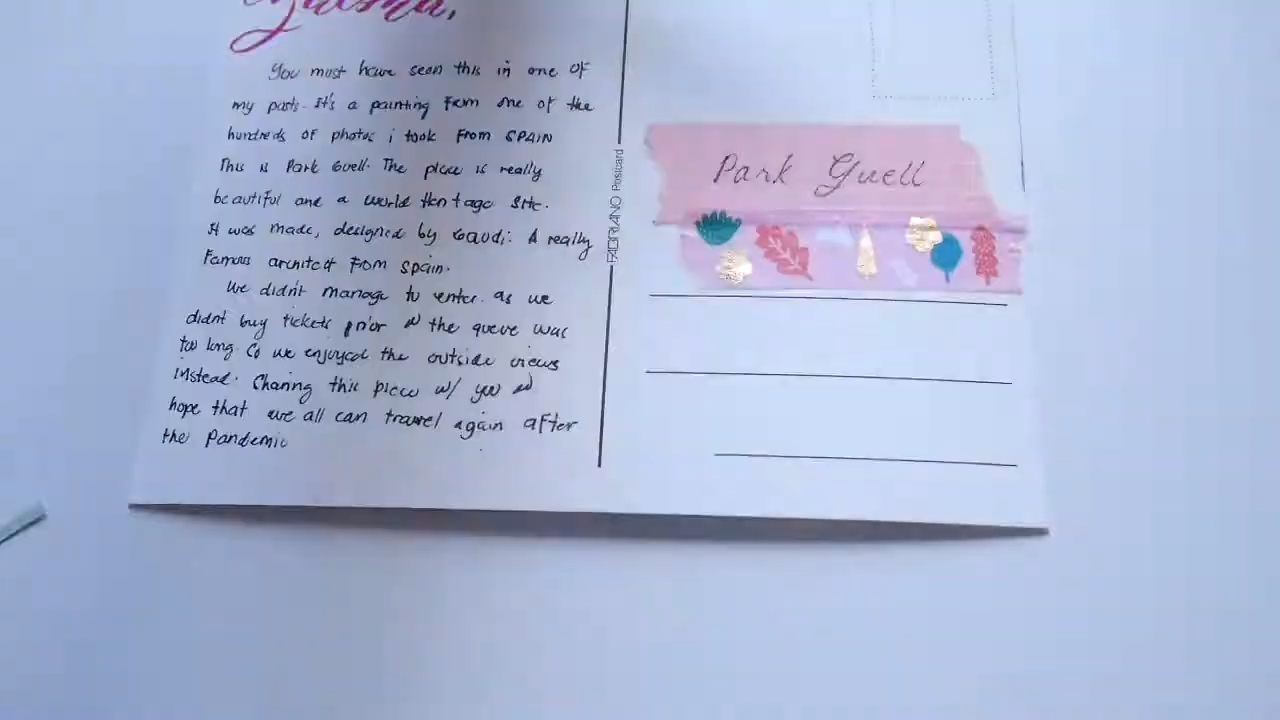 You must have seen this in one of
my posts. It's a painting from one of the
hundreds of photos i took from SPAIN
This is Park Guell. The place is really
beautiful and a world Heritage Site.
It was made, designed by Gaudi. A really
Famous architect from spain.
We didn't manage to enter as we
didn't buy tickets prior & the queue was
too long. So we enjoyed the outside views
instead. Sharing this piece w/ you &
hope that we all can travel again after
the Pandemic
FABRIANO Postcard
Park Guell